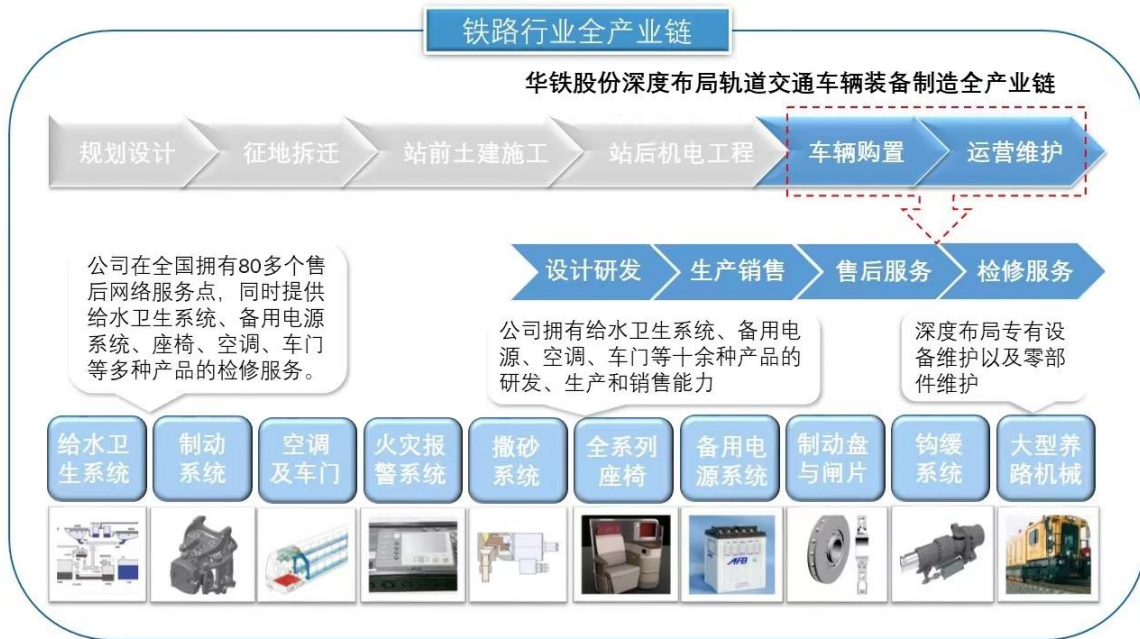 铁路行业全产业链
华铁股份深度布局轨道交通车辆装备制造全产业链
规划设计
征地拆迁
站前土建施工
站后机电工程
车辆购置
运营维护
设计研发
生产销售
售后服务
检修服务
公司在全国拥有80多个售
后网络服务点，同时提供
给水卫生系统、备用电源
系统、座椅、空调、车门
等多种产品的检修服务。
公司拥有给水卫生系统、备用电
源、空调、车门等十余种产品的
研发、生产和销售能力
深度布局专有设
备维护以及零部
件维护
给水卫
生系统
制动
系统
空调
及车门
火灾报
警系统
撒砂
系统
全系列
座椅
备用电
源系统
制动盘
与闸片
钩缓
系统
大型养
路机械
AFB